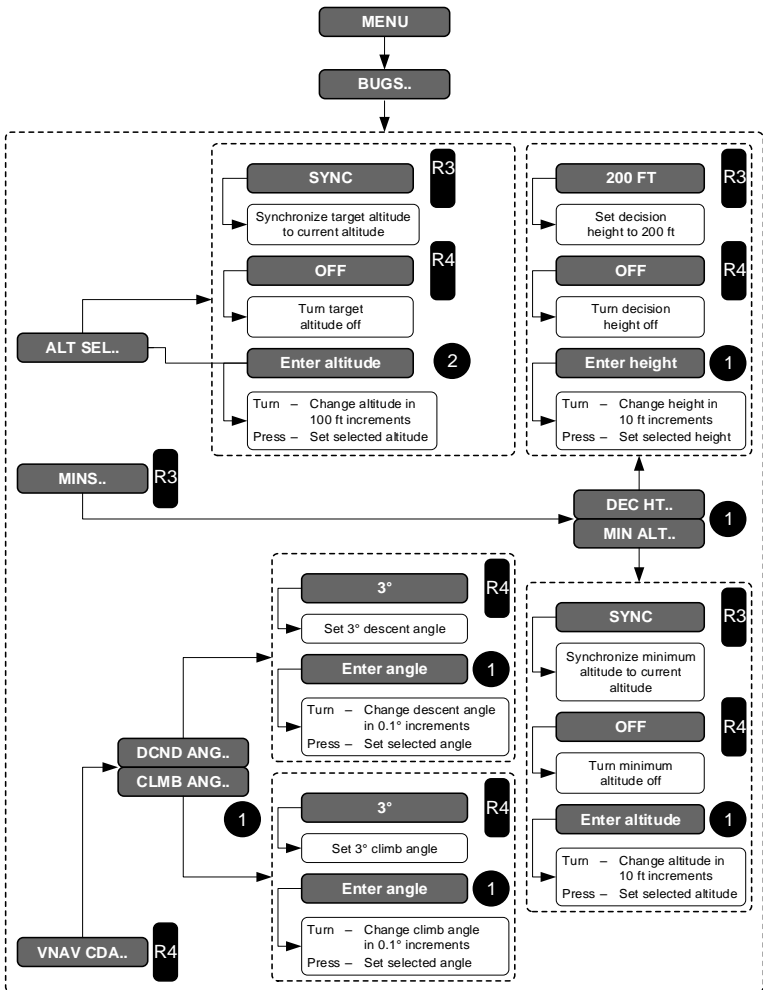 MENU
BUGS..
SYNC
R3
Synchronize target altitude
to current altitude
OFF
R4
Turn target
altitude off
ALT SEL..
Enter altitude
2
Turn – Change altitude in
100 ft increments
Press – Set selected altitude
200 FT
R3
Set decision
height to 200 ft
OFF
R4
Turn decision
height off
Enter height
1
Turn – Change height in
10 ft increments
Press – Set selected height
MINS..
R3
DEC HT..
MIN ALT..
1
3°
R4
Set 3° descent angle
Enter angle
1
Turn – Change descent angle
in 0.1° increments
Press – Set selected angle
DCND ANG..
CLMB ANG..
1
3°
R4
Set 3° climb angle
Enter angle
1
Turn – Change climb angle
in 0.1° increments
Press – Set selected angle
VNAV CDA..
R4
SYNC
R3
Synchronize minimum
altitude to current
altitude
OFF
R4
Turn minimum
altitude off
Enter altitude
1
Turn – Change altitude in
10 ft increments
Press – Set selected altitude